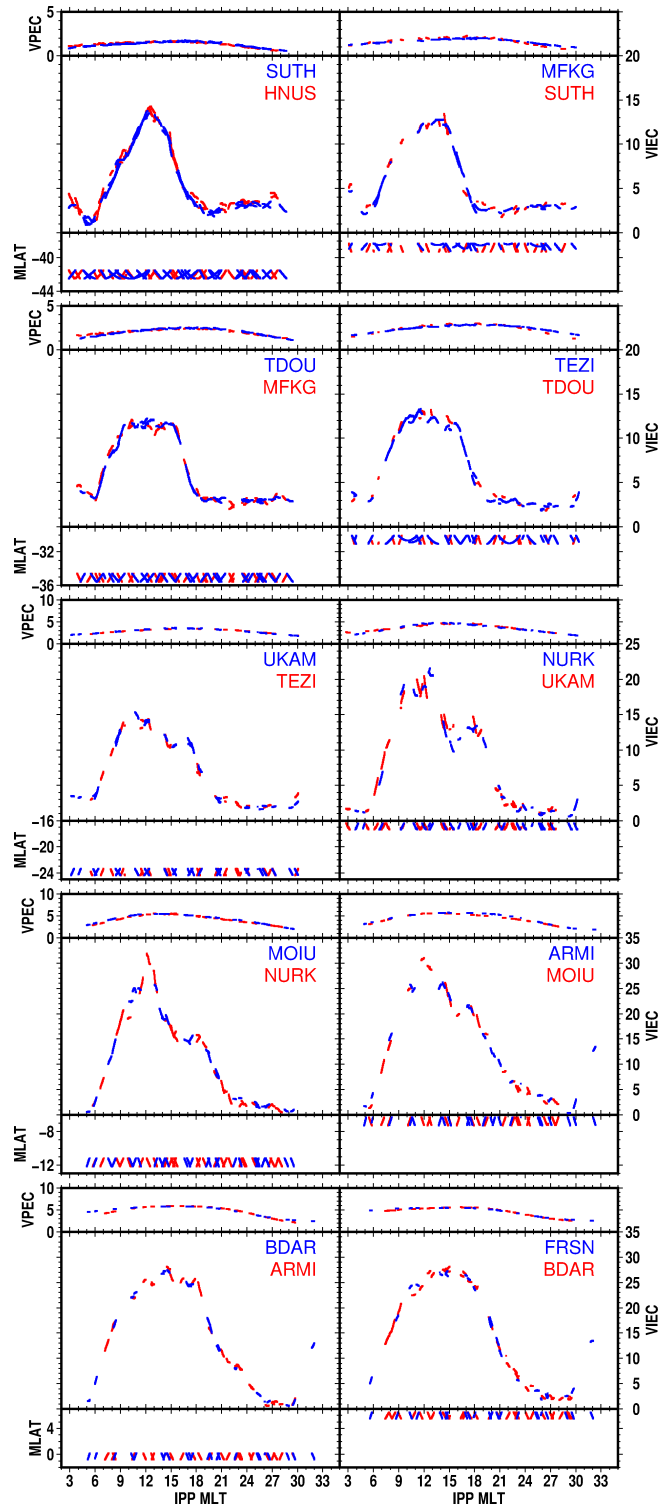 VPEC 5 0
SUTH
HNUS
MFKG
SUTH
20 15 10 5 0 VIEC
MLAT −40 −44
VPEC 5 0
TDOU
MFKG
TEZI
TDOU
20 15 10 5 0 VIEC
MLAT −32 −36
VPEC 10 5 0
UKAM
TEZI
NURK
UKAM
25 20 15 10 5 0 VIEC
MLAT −16 −20 −24
VPEC 10 5 0
MOIU
NURK
ARMI
MOIU
35 30 25 20 15 10 5 0 VIEC
MLAT −8 −12
VPEC 10 5 0
BDAR
ARMI
FRSN
BDAR
35 30 25 20 15 10 5 0 VIEC
MLAT 4 0
3 6 9 12 15 18 21 24 27 30 33
3 6 9 12 15 18 21 24 27 30 33
IPP MLT
IPP MLT